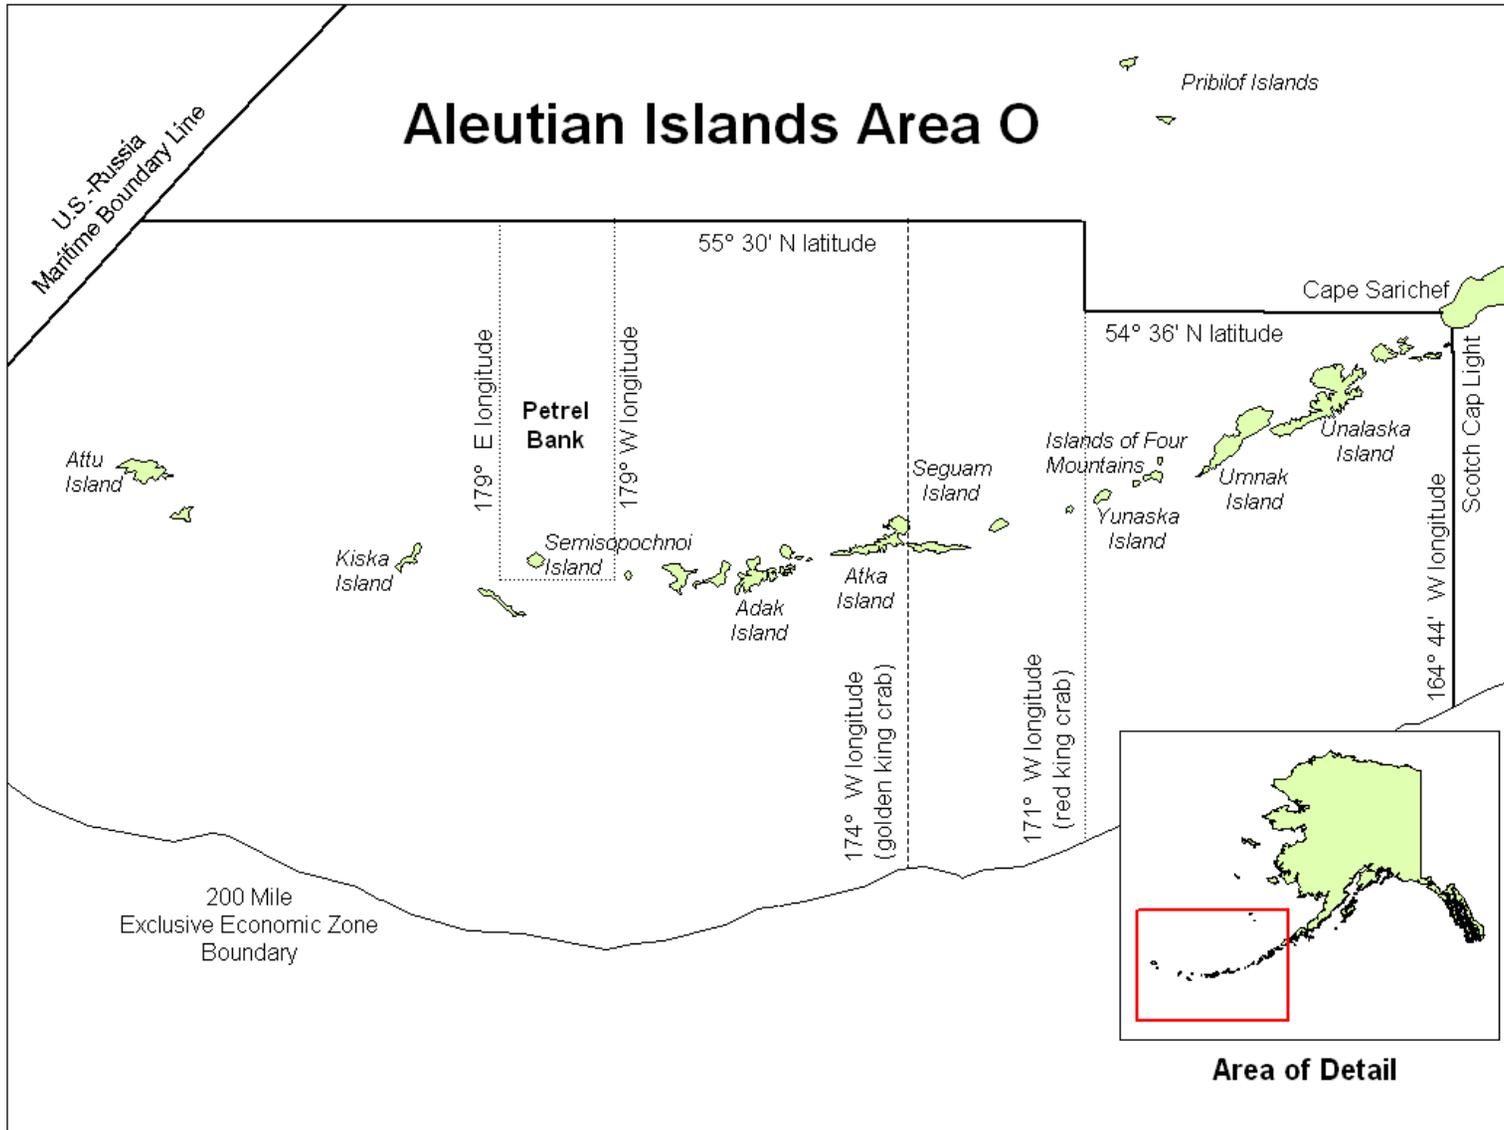 Pribilof Islands
Aleutian Islands Area O
U.S.-Russia
Maritime Boundary Line
55° 30' N latitude
Cape Sarichef
54° 36' N latitude
Scotch Cap Light
179° E longitude
Petrel
Bank
179° W longitude
Attu
Island
Kiska
Island
Semisopochnoi
Island
Adak
Island
Atka
Island
Seguam
Island
Islands of Four
Mountains
Yunaska
Island
Umnak
Island
Unalaska
Island
164° 44' W longitude
174° W longitude
(golden king crab)
171° W longitude
(red king crab)
200 Mile
Exclusive Economic Zone
Boundary
Area of Detail